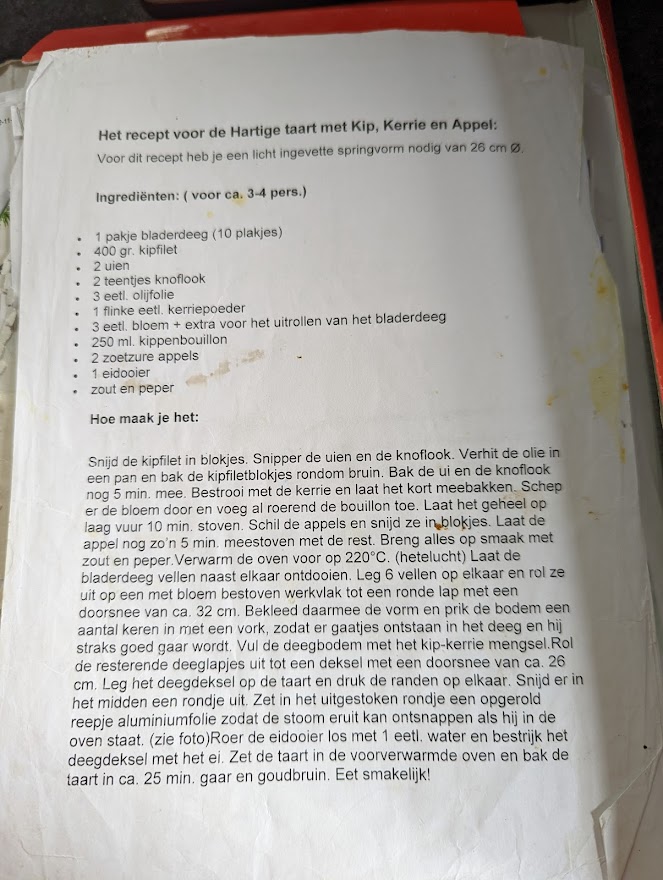 Het recept voor de Hartige taart met Kip, Kerrie en Appel:
Voor dit recept heb je een licht ingevette springvorm nodig van 26 cm Ø.
Ingrediënten: ( voor ca. 3-4 pers.)
• 1 pakje bladerdeeg (10 plakjes)
• 400 gr. kipfilet
• 2 uien
• 2 teentjes knoflook
• 3 eetl. olijfolie
• 1 flinke eetl. kerriepoeder
• 3 eetl. bloem + extra voor het uitrollen van het bladerdeeg
• 250 ml. kippenbouillon
• 2 zoetzure appels
• 1 eidooier
• zout en peper
Hoe maak je het:
Snijd de kipfilet in blokjes. Snipper de uien en de knoflook. Verhit de olie in
een pan en bak de kipfiletblokjes rondom bruin. Bak de ui en de knoflook
nog 5 min. mee. Bestrooi met de kerrie en laat het kort meebakken. Schep
er de bloem door en voeg al roerend de bouillon toe. Laat het geheel op
laag vuur 10 min. stoven. Schil de appels en snijd ze in blokjes. Laat de
appel nog zo'n 5 min. meestoven met de rest. Breng alles op smaak met
zout en peper.Verwarm de oven voor op 220°C. (hetelucht) Laat de
bladerdeeg vellen naast elkaar ontdooien. Leg 6 vellen op elkaar en rol ze
uit op een met bloem bestoven werkvlak tot een ronde lap met een
doorsnee van ca. 32 cm. Bekleed daarmee de vorm en prik de bodem een
aantal keren in met een vork, zodat er gaatjes ontstaan in het deeg en hij
straks goed gaar wordt. Vul de deegbodem met het kip-kerrie mengsel.Rol
de resterende deeglapjes uit tot een deksel met een doorsnee van ca. 26
cm. Leg het deegdeksel op de taart en druk de randen op elkaar. Snijd er in
het midden een rondje uit. Zet in het uitgestoken rondje een opgerold
reepje aluminiumfolie zodat de stoom eruit kan ontsnappen als hij in de
oven staat. (zie foto)Roer de eidooier los met 1 eetl. water en bestrijk het
deegdeksel met het ei. Zet de taart in de voorverwarmde oven en bak de
taart in ca. 25 min. gaar en goudbruin. Eet smakelijk!